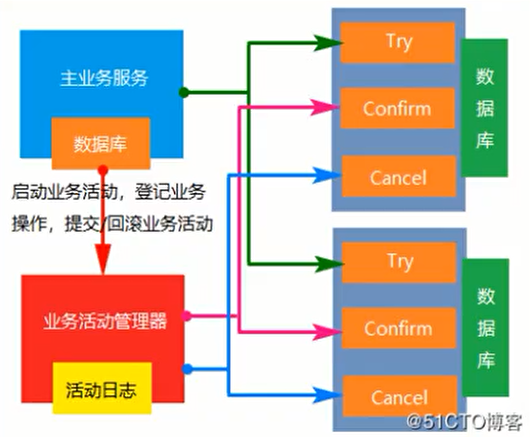 主业务服务
数据库
启动业务活动，登记业务
操作，提交/回滚业务活动
业务活动管理器
活动日志
Try
Confirm
Cancel
数
据
库
Try
Confirm
Cancel
数
据
库
@51CTO博客